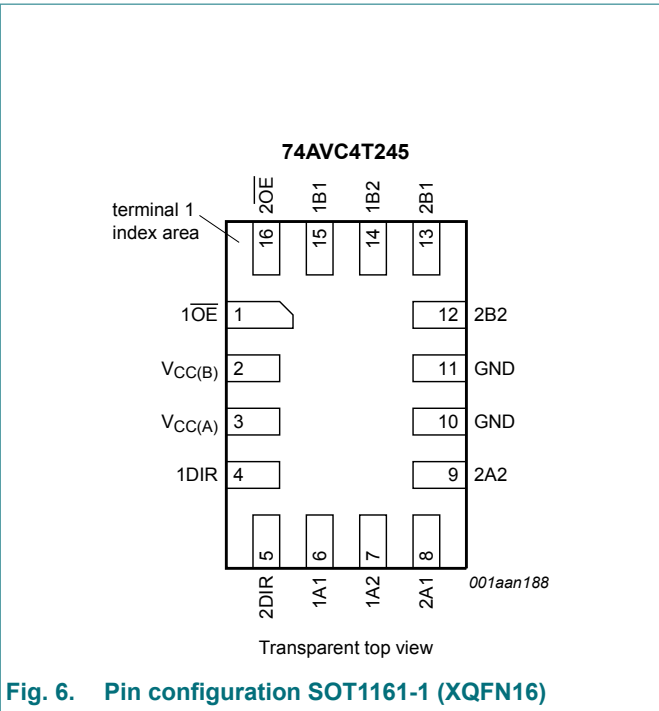 74AVC4T245
2O̅E̅
1B1
1B2
2B1
terminal 1
index area
16
15
14
13
1O̅E̅
1
12
2B2
VCC(B)
2
11
GND
VCC(A)
3
10
GND
1DIR
4
9
2A2
5
6
7
8
2DIR
1A1
1A2
2A1
001aan188
Transparent top view
Fig. 6. Pin configuration SOT1161-1 (XQFN16)